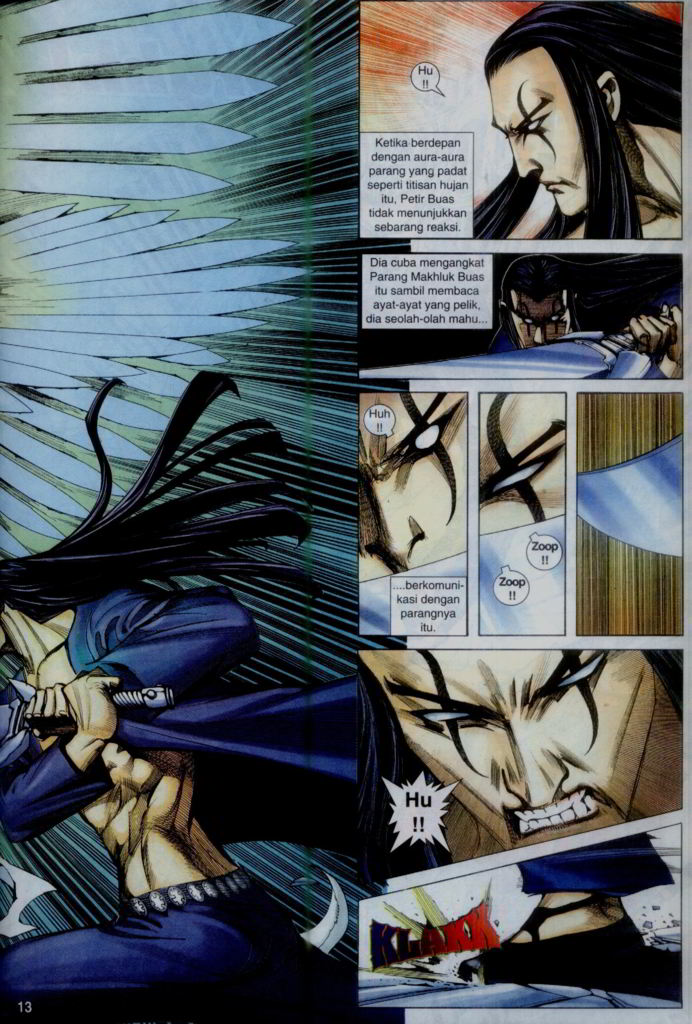 Hu
!!
Ketika berdepan
dengan aura-aura
parang yang padat
seperti titisan hujan
itu, Petir Buas
tidak menunjukkan
sebarang reaksi.
Dia cuba mengangkat
Parang Makhluk Buas
itu sambil membaca
ayat-ayat yang pelik,
dia seolah-olah mahu...
Huh
!!
....berkomuni-
kasi dengan
parangnya
itu.
Zoop
!!
Zoop
!!
Hu
!!
KLAKK
13